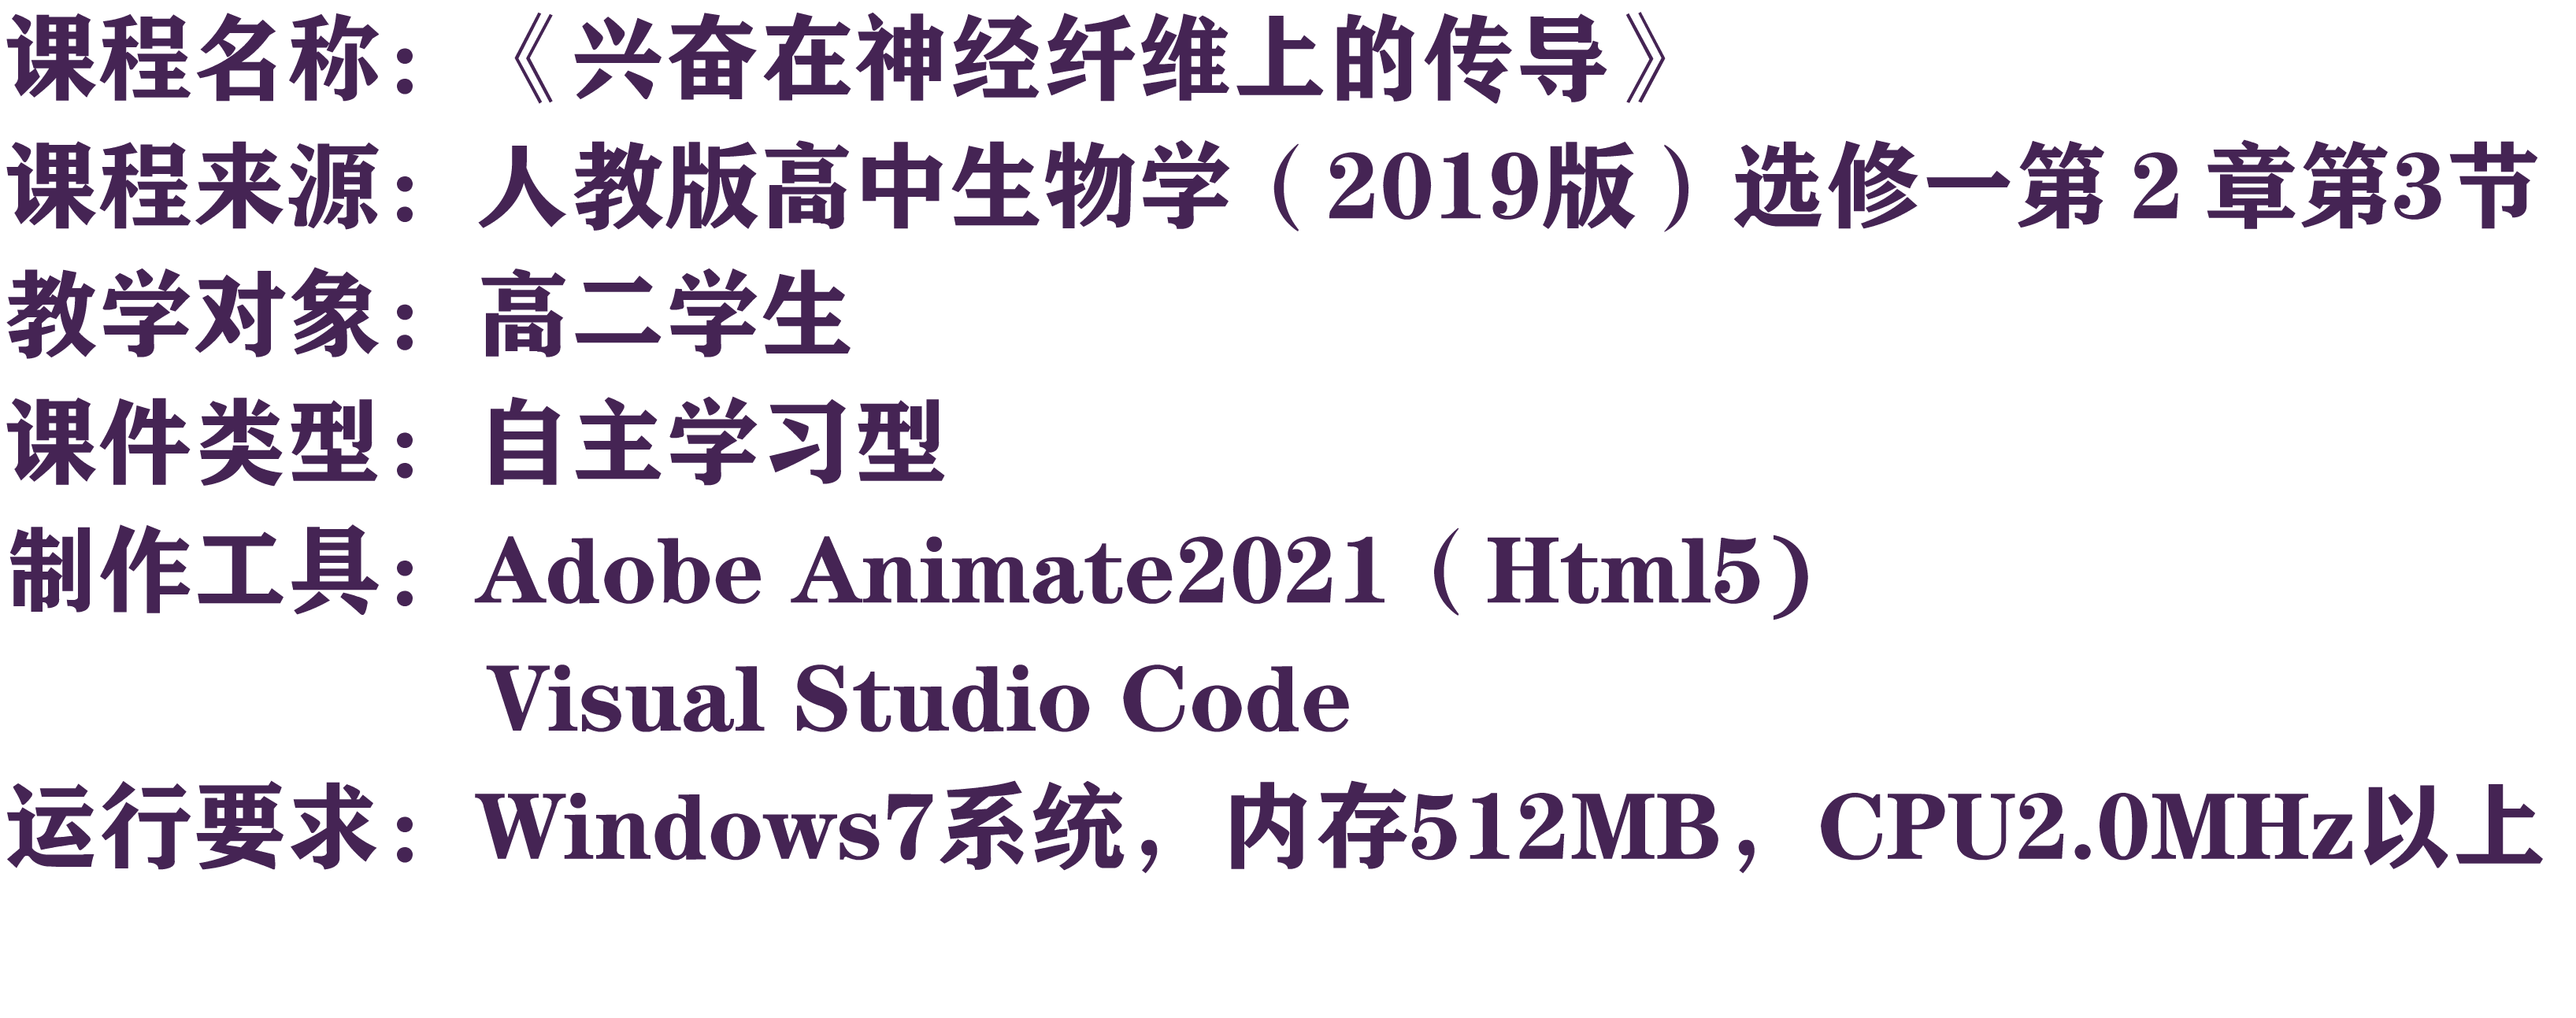 课程名称：《兴奋在神经纤维上的传导》
课程来源：人教版高中生物学（2019版）选修一第2章第3节
教学对象：高二学生
课件类型：自主学习型
制作工具：Adobe Animate2021（Html5）
Visual Studio Code
运行要求：Windows7系统，内存512MB，CPU2.0MHz以上